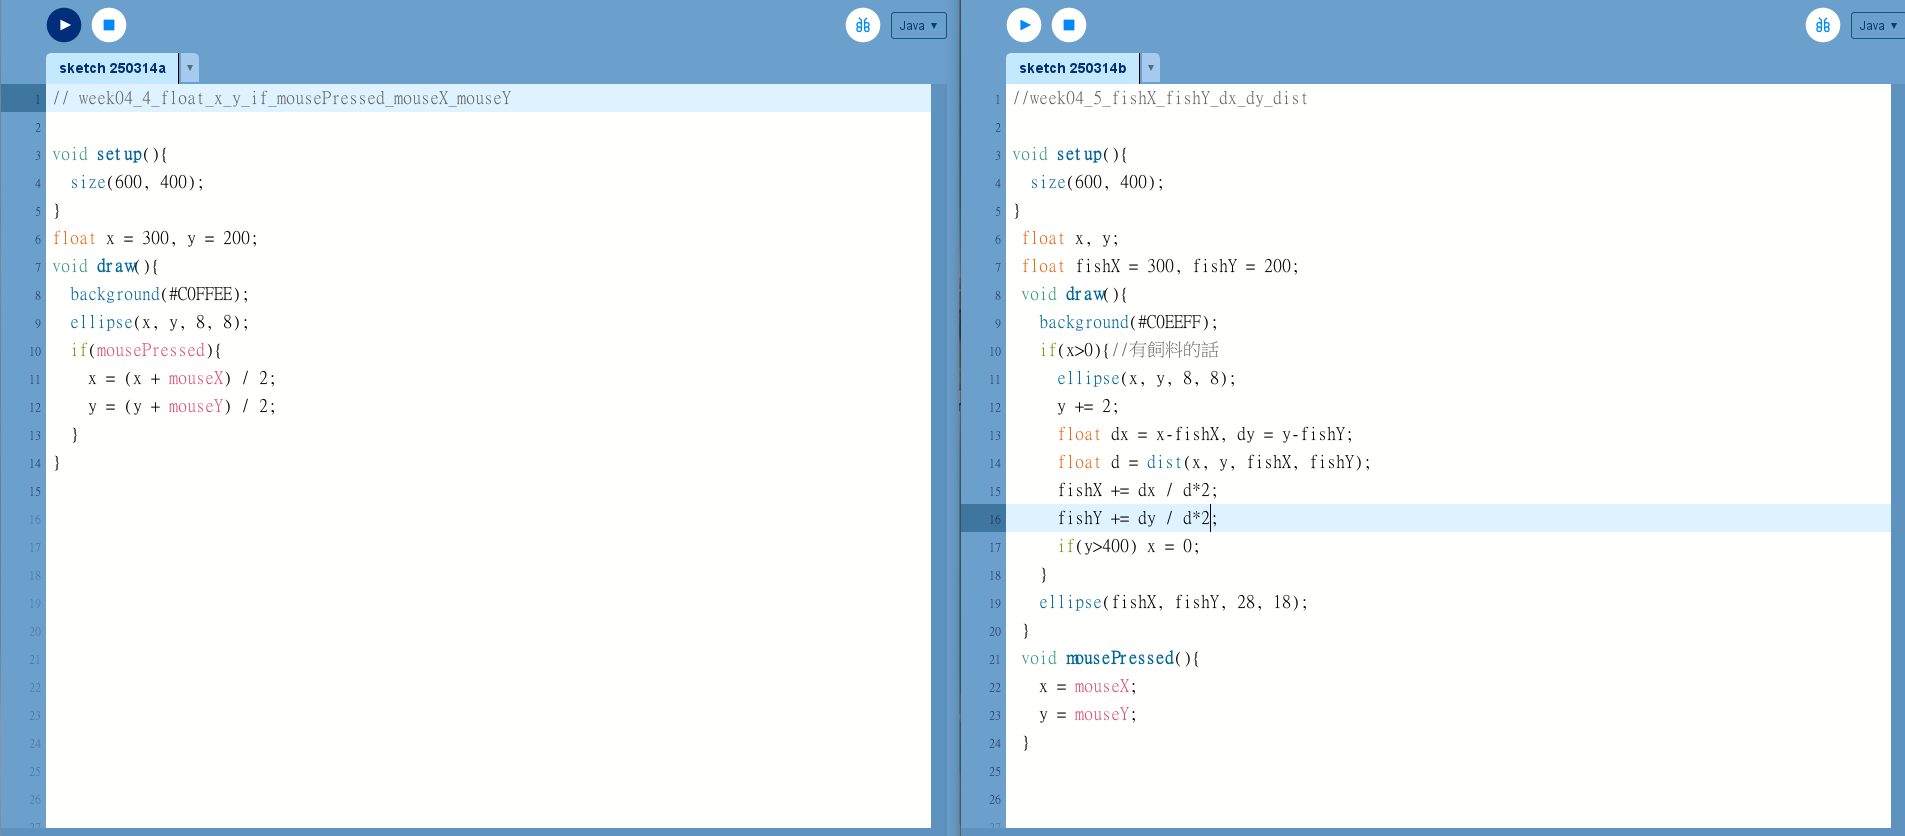 Java ▼
sketch 250314a ▼
1 // week04_4_float_x_y_if_mousePressed_mouseX_mouseY
2
3 void setup(){
4   size(600, 400);
5 }
6 float x = 300, y = 200;
7 void draw(){
8   background(#C0FFEE);
9   ellipse(x, y, 8, 8);
10   if(mousePressed){
11     x = (x + mouseX) / 2;
12     y = (y + mouseY) / 2;
13   }
14 }
15
16
17
18
19
20
21
22
23
24
25
26
27
Java ▼
sketch 250314b ▼
1 //week04_5_fishX_fishY_dx_dy_dist
2
3 void setup(){
4   size(600, 400);
5 }
6  float x, y;
7  float fishX = 300, fishY = 200;
8  void draw(){
9    background(#C0EEFF);
10    if(x>0){//有飼料的話
11      ellipse(x, y, 8, 8);
12      y += 2;
13      float dx = x-fishX, dy = y-fishY;
14      float d = dist(x, y, fishX, fishY);
15      fishX += dx / d*2;
16      fishY += dy / d*2;
17      if(y>400) x = 0;
18    }
19    ellipse(fishX, fishY, 28, 18);
20  }
21  void mousePressed(){
22    x = mouseX;
23    y = mouseY;
24  }
25
26
27